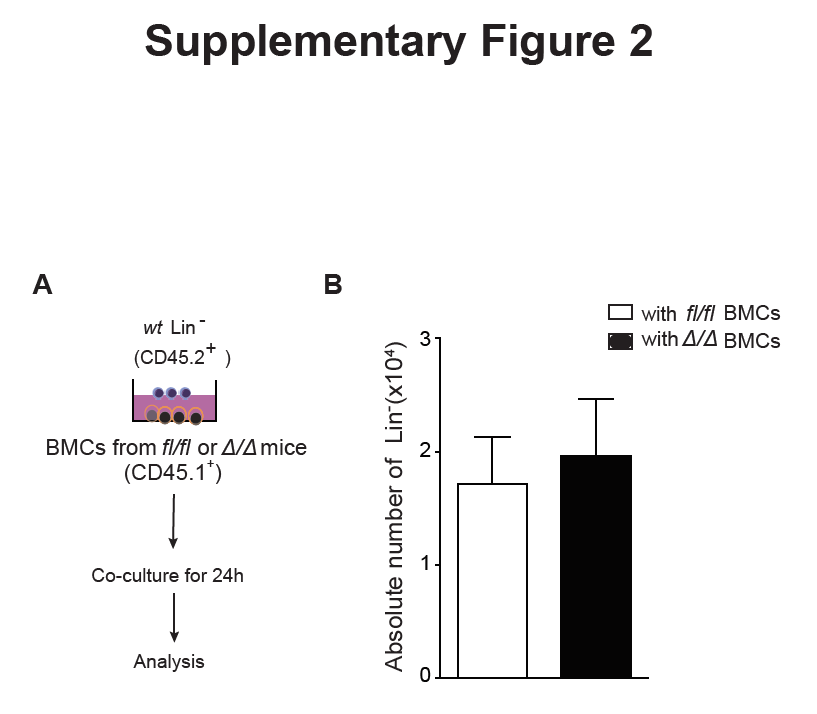 Supplementary Figure 2
A
wt Lin⁻
(CD45.2⁺ )
BMCs from fl/fl or Δ/Δ mice
(CD45.1⁺)
Co-culture for 24h
Analysis
B
with fl/fl BMCs
with Δ/Δ BMCs
Absolute number of Lin⁻(x10⁴)
3
2
1
0